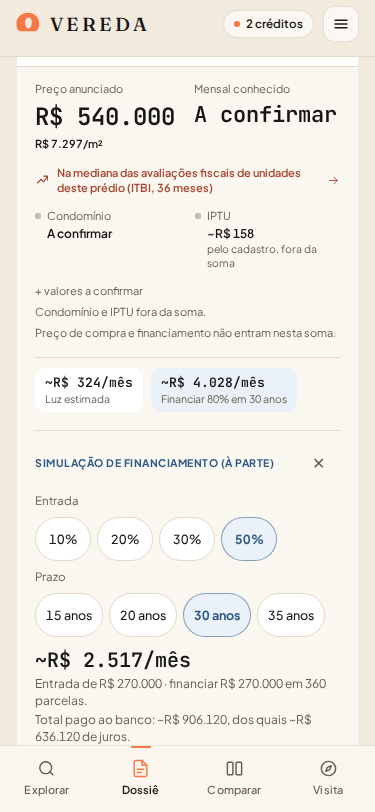 VEREDA
2 créditos
Preço anunciado
R$ 540.000
R$ 7.297/m²
Mensal conhecido
A confirmar
Na mediana das avaliações fiscais de unidades
deste prédio (ITBI, 36 meses)
Condomínio
A confirmar
IPTU
~R$ 158
pelo cadastro, fora da
soma
+ valores a confirmar
Condomínio e IPTU fora da soma.
Preço de compra e financiamento não entram nesta soma.
~R$ 324/mês
Luz estimada
~R$ 4.028/mês
Financiar 80% em 30 anos
SIMULAÇÃO DE FINANCIAMENTO (À PARTE)
Entrada
10% 20% 30% 50%
Prazo
15 anos 20 anos 30 anos 35 anos
~R$ 2.517/mês
Entrada de R$ 270.000 · financiar R$ 270.000 em 360
parcelas.
Total pago ao banco: ~R$ 906.120, dos quais ~R$
636.120 de juros.
Explorar Dossiê Comparar Visita